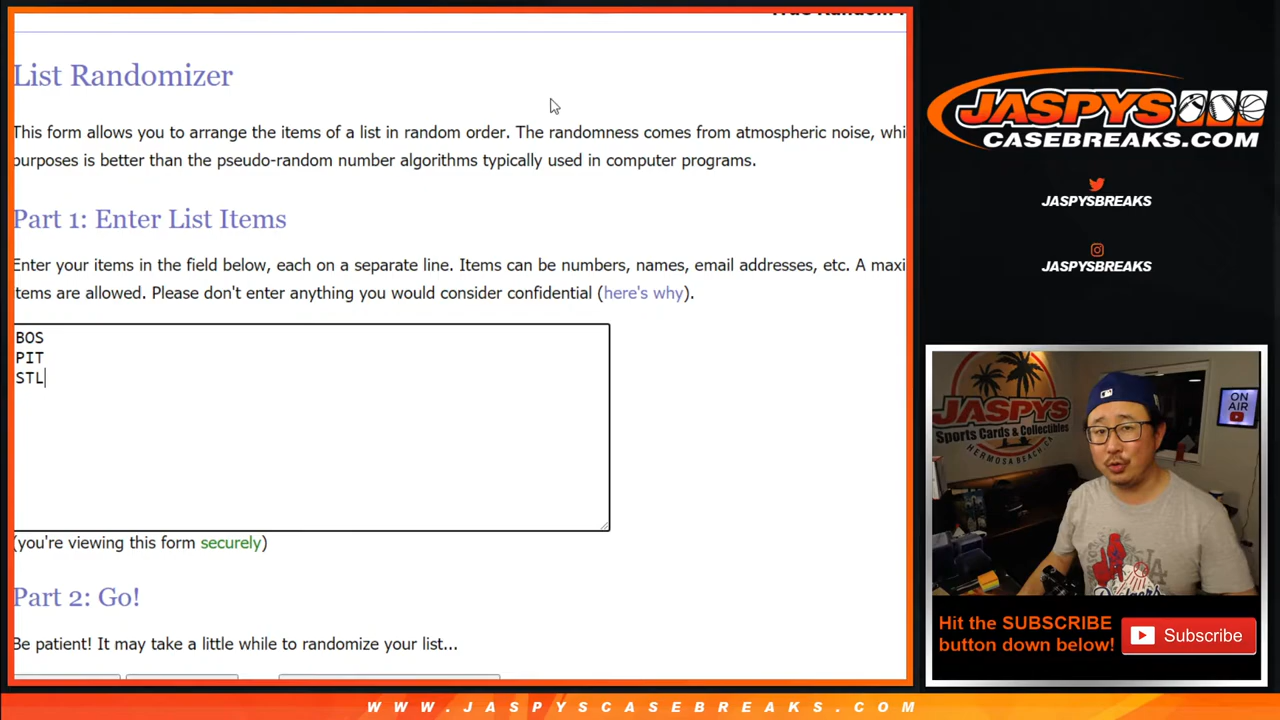 List Randomizer
This form allows you to arrange the items of a list in random order. The randomness comes from atmospheric noise, whi
purposes is better than the pseudo-random number algorithms typically used in computer programs.
Part 1: Enter List Items
Enter your items in the field below, each on a separate line. Items can be numbers, names, email addresses, etc. A maxi
items are allowed. Please don't enter anything you would consider confidential (here's why).
BOS
PIT
STL
(you're viewing this form securely)
Part 2: Go!
Be patient! It may take a little while to randomize your list...
JASPYS
CASEBREAKS.COM
JASPYSBREAKS
JASPYSBREAKS
JASPYS
Sports Cards & Collectibles
HERMOSA BEACH, CA
ON
AIR
Dodgers
Hit the SUBSCRIBE
button down below!
Subscribe
WWW.JASPYSCASEBREAKS.COM